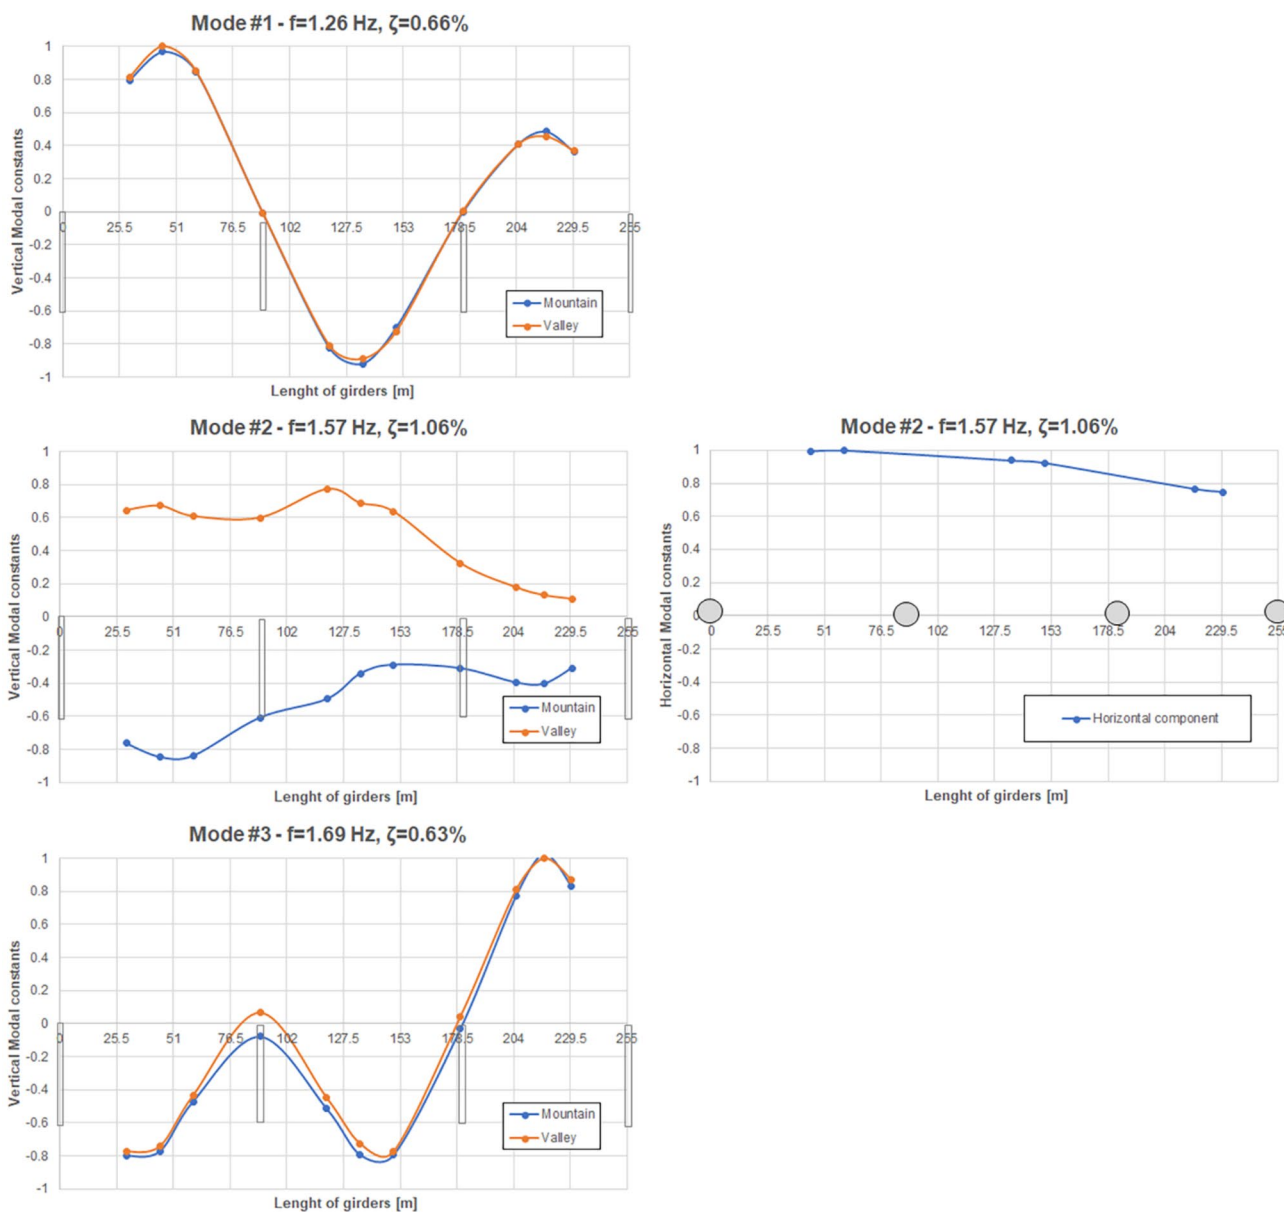 Mode #1 - f=1.26 Hz, ζ=0.66%
Vertical Modal constants
1
0.8
0.6
0.4
0.2
0
-0.2
-0.4
-0.6
-0.8
-1
0 25.5 51 76.5 102 127.5 153 178.5 204 229.5 255
Mountain
Valley
Lenght of girders [m]
Mode #2 - f=1.57 Hz, ζ=1.06%
Vertical Modal constants
1
0.8
0.6
0.4
0.2
0
-0.2
-0.4
-0.6
-0.8
-1
0 25.5 51 76.5 102 127.5 153 178.5 204 229.5 255
Mountain
Valley
Lenght of girders [m]
Mode #2 - f=1.57 Hz, ζ=1.06%
Horizontal Modal constants
1
0.8
0.6
0.4
0.2
0
-0.2
-0.4
-0.6
-0.8
-1
0 25.5 51 76.5 102 127.5 153 178.5 204 229.5 255
Horizontal component
Lenght of girders [m]
Mode #3 - f=1.69 Hz, ζ=0.63%
Vertical Modal constants
1
0.8
0.6
0.4
0.2
0
-0.2
-0.4
-0.6
-0.8
-1
0 25.5 51 76.5 102 127.5 153 178.5 204 229.5 255
Mountain
Valley
Lenght of girders [m]